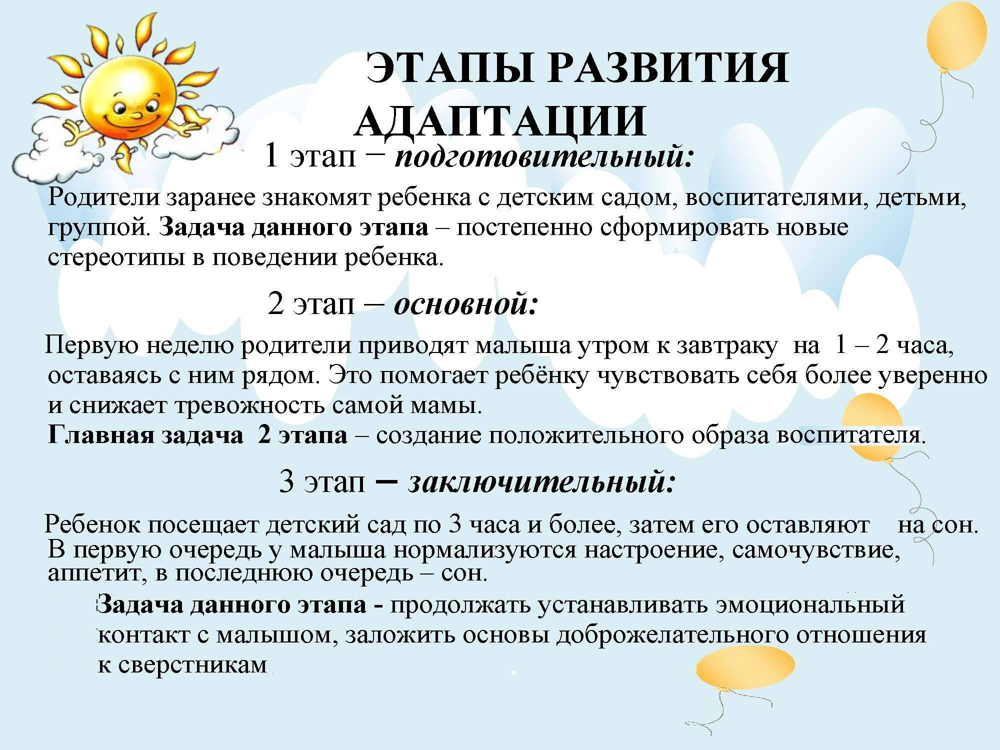 ЭТАПЫ РАЗВИТИЯ
АДАПТАЦИИ
1 этап – подготовительный:
Родители заранее знакомят ребенка с детским садом, воспитателями, детьми,
группой. Задача данного этапа – постепенно сформировать новые
стереотипы в поведении ребенка.
2 этап – основной:
Первую неделю родители приводят малыша утром к завтраку на 1 – 2 часа,
оставаясь с ним рядом. Это помогает ребёнку чувствовать себя более уверенно
и снижает тревожность самой мамы.
Главная задача 2 этапа – создание положительного образа воспитателя.
3 этап – заключительный:
Ребенок посещает детский сад по 3 часа и более, затем его оставляют на сон.
В первую очередь у малыша нормализуются настроение, самочувствие,
аппетит, в последнюю очередь – сон.
Задача данного этапа - продолжать устанавливать эмоциональный
контакт с малышом, заложить основы доброжелательного отношения
к сверстникам